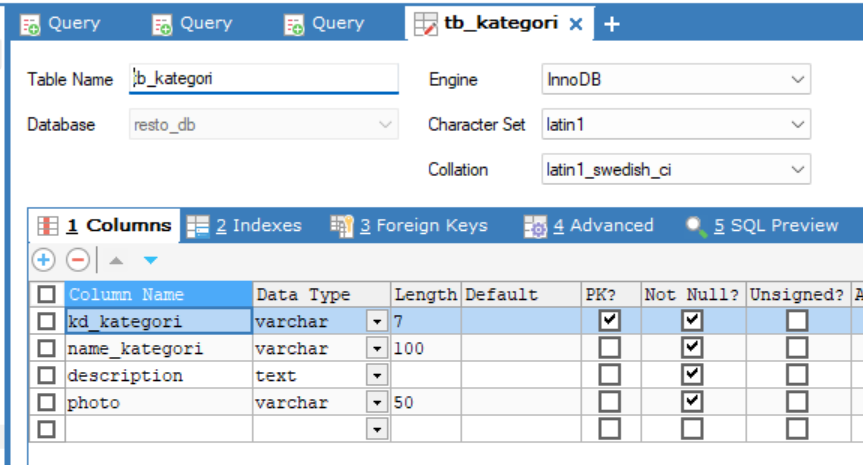 Query Query Query tb_kategori
Table Name tb_kategori Engine InnoDB
Database resto_db Character Set latin1
Collation latin1_swedish_ci
1 Columns 2 Indexes 3 Foreign Keys 4 Advanced 5 SQL Preview
Column Name Data Type Length Default PK? Not Null? Unsigned? A
kd_kategori varchar 7
name_kategori varchar 100
description text
photo varchar 50